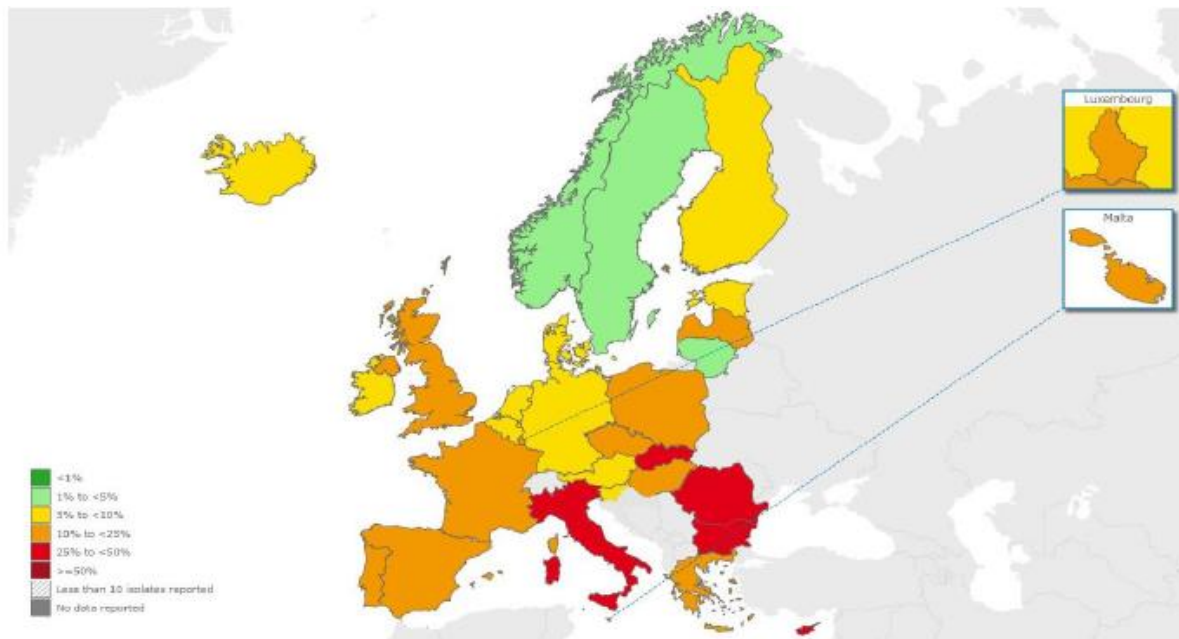 Luxembourg
Malta
<1%
1% to <5%
5% to <10%
10% to <25%
25% to <50%
>=50%
Less than 10 isolates reported
No data reported